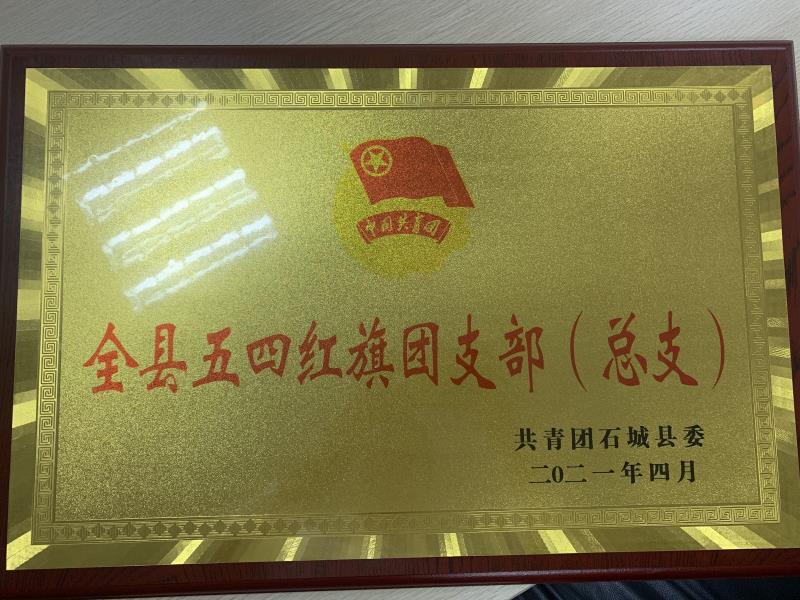 中国共青团
全县五四红旗团支部（总支）
共青团石城县委
二0二一年四月